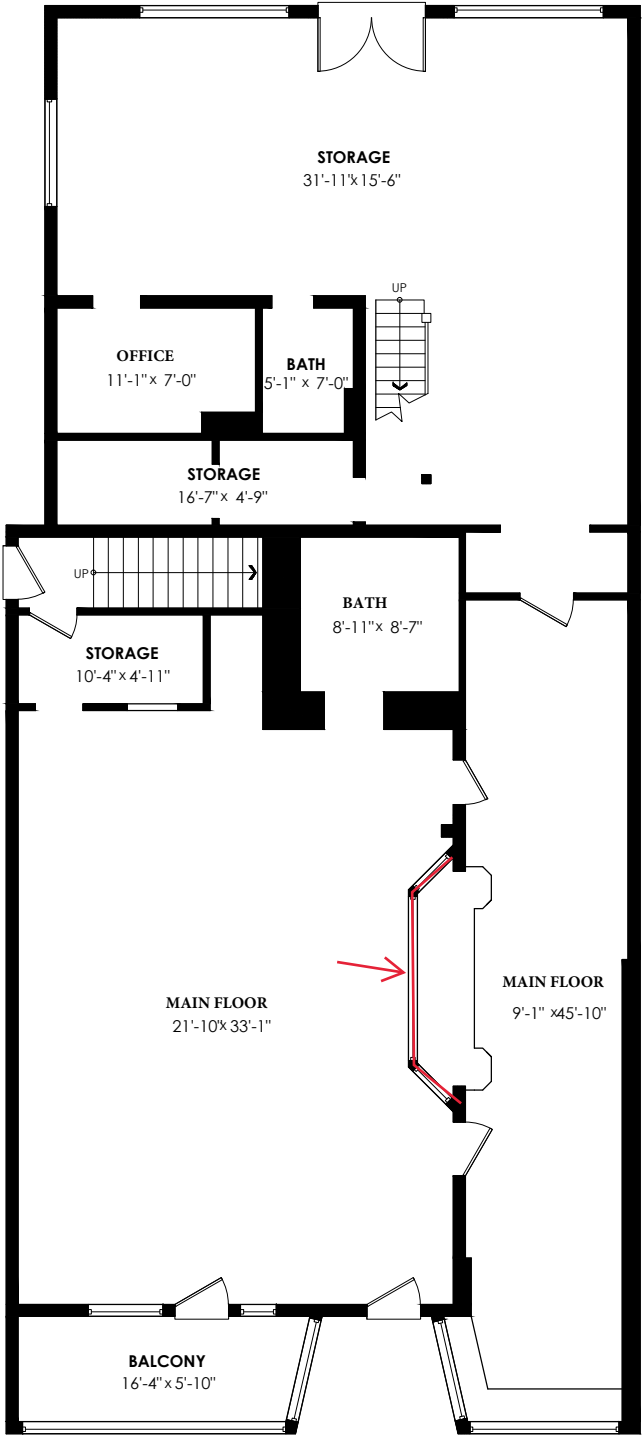 STORAGE
31'-11"x 15'-6"
UP
OFFICE
11'-1" x 7'-0"
BATH
5'-1" x 7'-0"
STORAGE
16'-7" x 4'-9"
UP
BATH
8'-11" x 8'-7"
STORAGE
10'-4" x 4'-11"
MAIN FLOOR
9'-1" x45'-10"
MAIN FLOOR
21'-10"x 33'-1"
BALCONY
16'-4" x 5'-10"